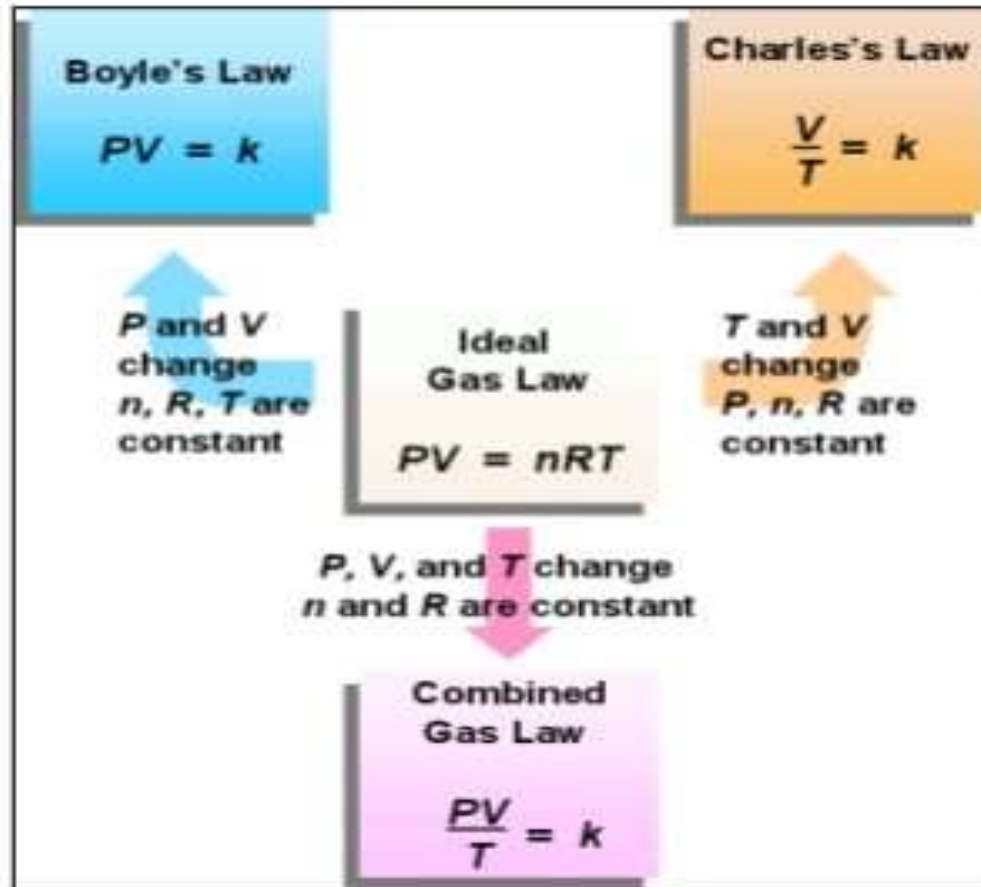 Boyle's Law
PV = k
Charles's Law
V/T = k
P and V
change
n, R, T are
constant
Ideal
Gas Law
PV = nRT
T and V
change
P, n, R are
constant
P, V, and T change
n and R are constant
Combined
Gas Law
PV/T = k